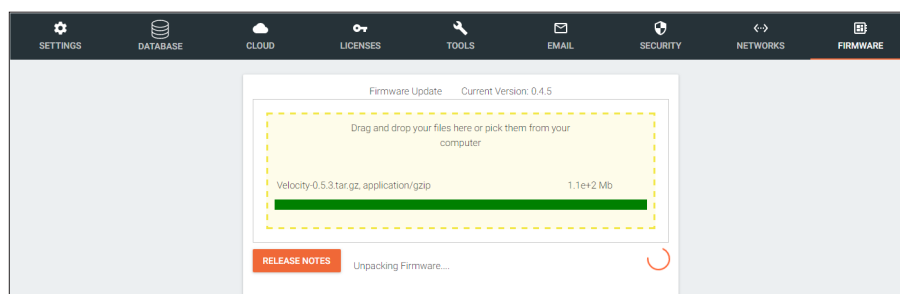 SETTINGS DATABASE CLOUD LICENSES TOOLS EMAIL SECURITY NETWORKS FIRMWARE
Firmware Update Current Version: 0.4.5
Drag and drop your files here or pick them from your
computer
Velocity-0.5.3.tar.gz, application/gzip 1.1e+2 Mb
RELEASE NOTES Unpacking Firmware....